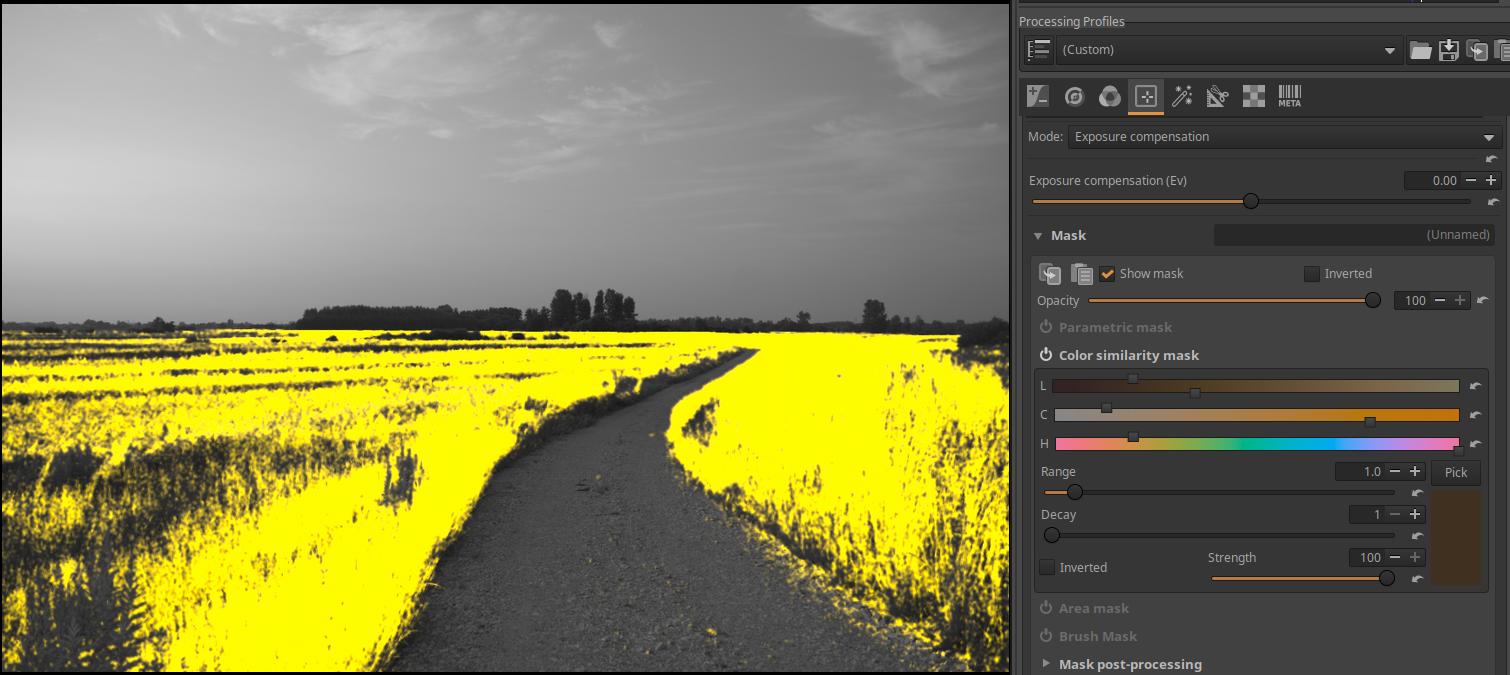 Processing Profiles
(Custom)
META
Mode: Exposure compensation
Exposure compensation (Ev) 0.00
Mask (Unnamed)
Show mask Inverted
Opacity 100
Parametric mask
Color similarity mask
L
C
H
Range 1.0 Pick
Decay 1
Inverted Strength 100
Area mask
Brush Mask
Mask post-processing